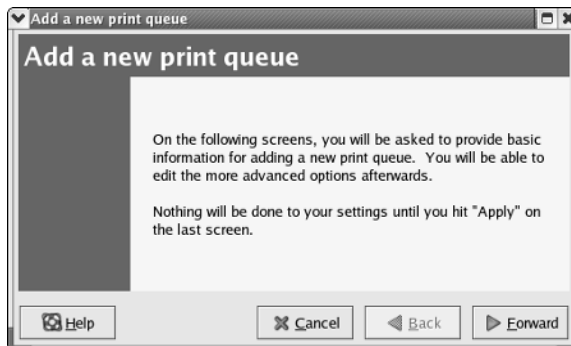 Add a new print queue
Add a new print queue
On the following screens, you will be asked to provide basic
information for adding a new print queue. You will be able to
edit the more advanced options afterwards.
Nothing will be done to your settings until you hit "Apply" on
the last screen.
Help
Cancel
Back
Forward